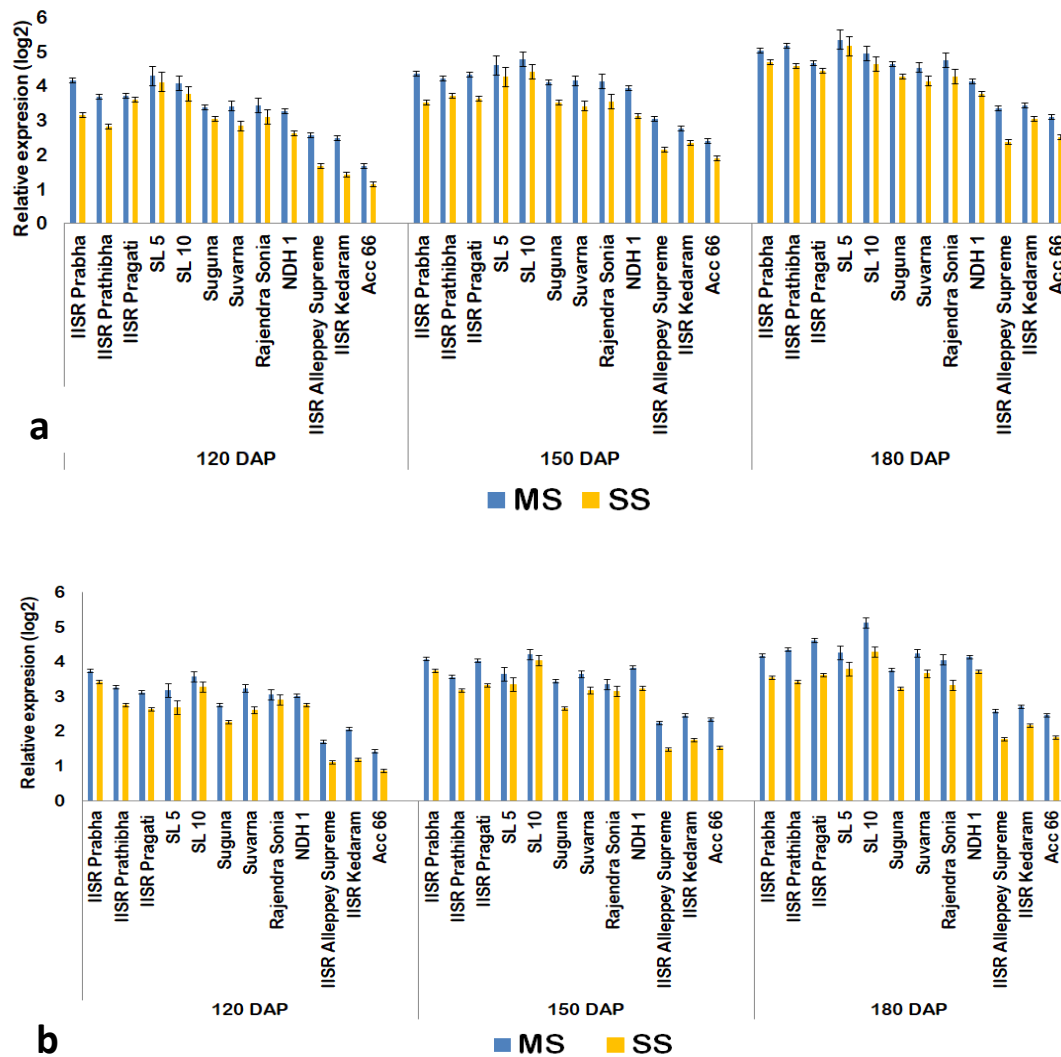 Relative expresion (log2)
6
5
4
3
2
1
0
IISR Prabha
IISR Prathibha
IISR Pragati
SL 5
SL 10
Suguna
Suvarna
Rajendra Sonia
NDH 1
IISR Alleppey Supreme
IISR Kedaram
Acc 66
IISR Prabha
IISR Prathibha
IISR Pragati
SL 5
SL 10
Suguna
Suvarna
Rajendra Sonia
NDH 1
IISR Alleppey Supreme
IISR Kedaram
Acc 66
IISR Prabha
IISR Prathibha
IISR Pragati
SL 5
SL 10
Suguna
Suvarna
Rajendra Sonia
NDH 1
IISR Alleppey Supreme
IISR Kedaram
Acc 66
a
120 DAP
150 DAP
180 DAP
MS SS
Relative expresion (log2)
6
5
4
3
2
1
0
IISR Prabha
IISR Prathibha
IISR Pragati
SL 5
SL 10
Suguna
Suvarna
Rajendra Sonia
NDH 1
IISR Alleppey Supreme
IISR Kedaram
Acc 66
IISR Prabha
IISR Prathibha
IISR Pragati
SL 5
SL 10
Suguna
Suvarna
Rajendra Sonia
NDH 1
IISR Alleppey Supreme
IISR Kedaram
Acc 66
IISR Prabha
IISR Prathibha
IISR Pragati
SL 5
SL 10
Suguna
Suvarna
Rajendra Sonia
NDH 1
IISR Alleppey Supreme
IISR Kedaram
Acc 66
120 DAP
150 DAP
180 DAP
b
MS SS